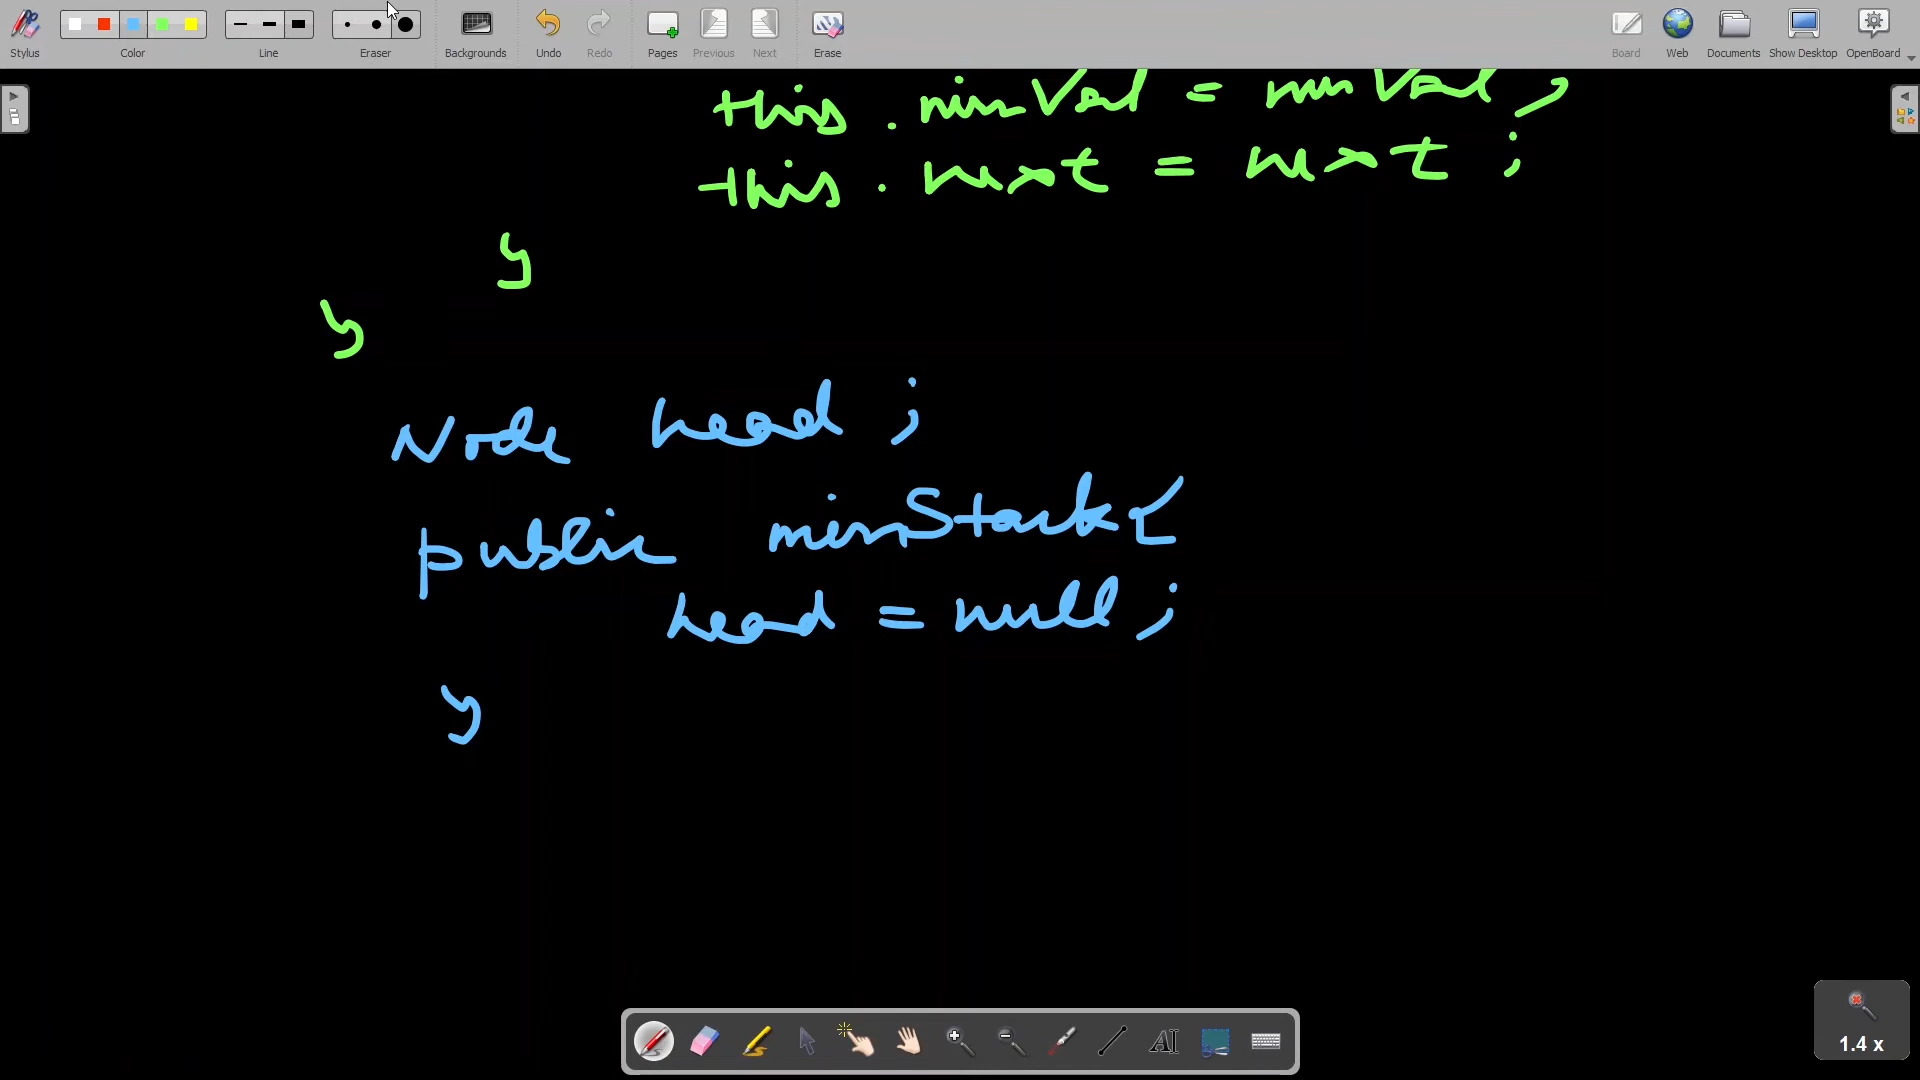 Stylus Color Line Eraser Backgrounds Undo Redo Pages Previous Next Erase Board Web Documents Show Desktop OpenBoard
this . minVal = minVal ;
this . next = next ;
}
}
Node head ;
public minStack{
head = null ;
}
1.4 x